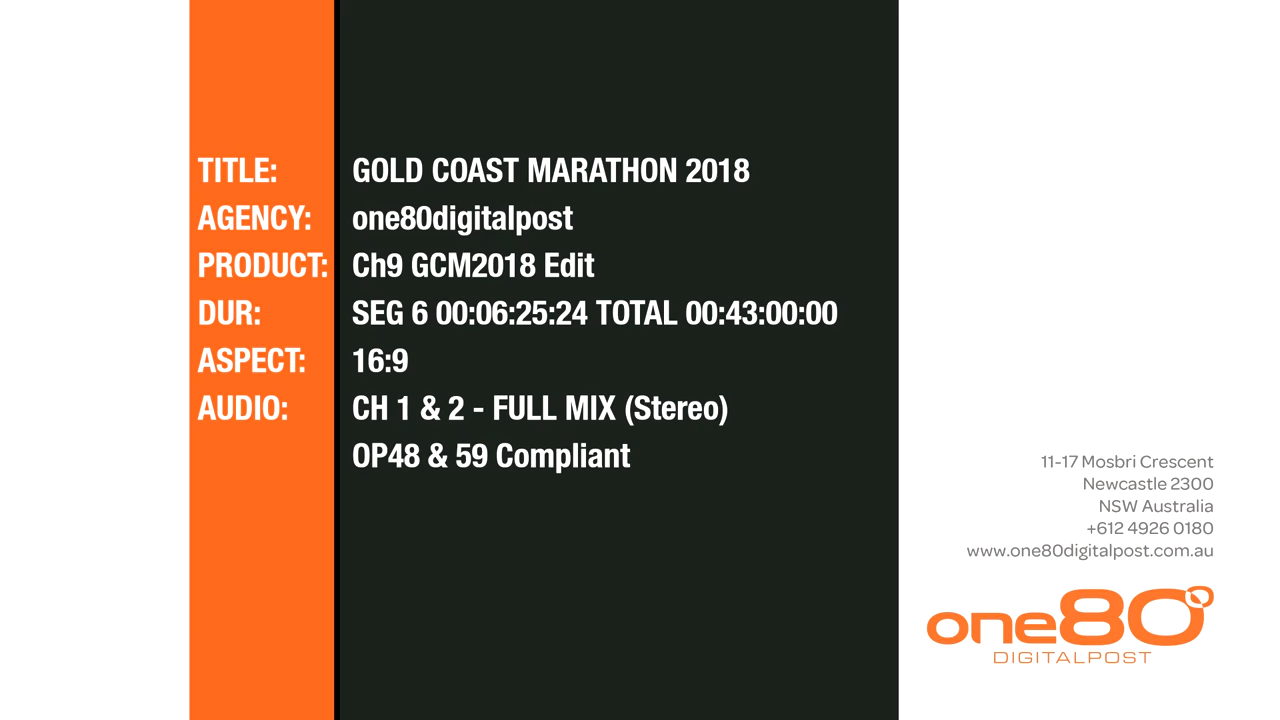 TITLE: GOLD COAST MARATHON 2018
AGENCY: one80digitalpost
PRODUCT: Ch9 GCM2018 Edit
DUR: SEG 6 00:06:25:24 TOTAL 00:43:00:00
ASPECT: 16:9
AUDIO: CH 1 & 2 - FULL MIX (Stereo)
OP48 & 59 Compliant
11-17 Mosbri Crescent
Newcastle 2300
NSW Australia
+612 4926 0180
www.one80digitalpost.com.au
one80
DIGITALPOST